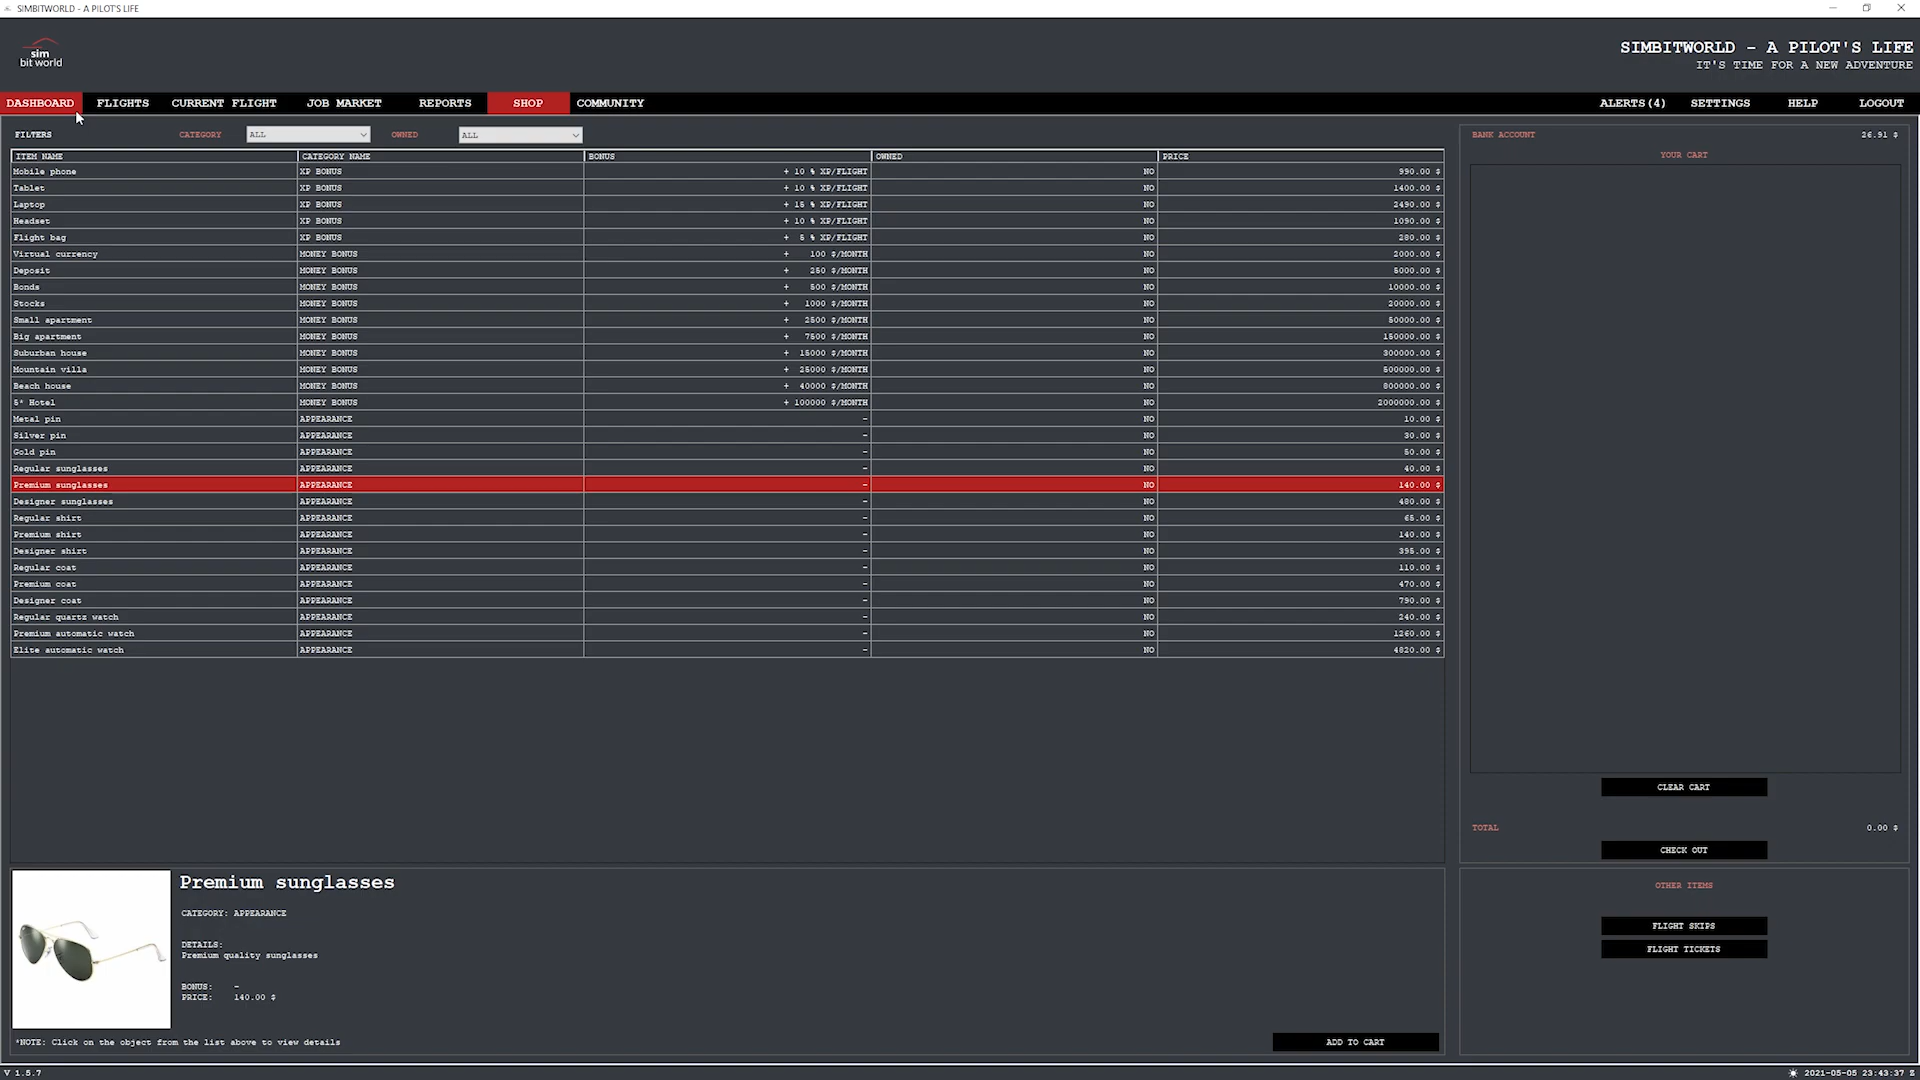 SIMBITWORLD - A PILOT'S LIFE
sim
bit world
SIMBITWORLD - A PILOT'S LIFE
IT'S TIME FOR A NEW ADVENTURE
DASHBOARD FLIGHTS CURRENT FLIGHT JOB MARKET REPORTS SHOP COMMUNITY ALERTS(4) SETTINGS HELP LOGOUT
FILTERS CATEGORY ALL OWNED ALL
ITEM NAME CATEGORY NAME BONUS OWNED PRICE
Mobile phone XP BONUS + 10 % XP/FLIGHT NO 990.00 $
Tablet XP BONUS + 10 % XP/FLIGHT NO 1400.00 $
Laptop XP BONUS + 15 % XP/FLIGHT NO 2490.00 $
Headset XP BONUS + 10 % XP/FLIGHT NO 1090.00 $
Flight bag XP BONUS + 5 % XP/FLIGHT NO 280.00 $
Virtual currency MONEY BONUS + 100 $/MONTH NO 2000.00 $
Deposit MONEY BONUS + 250 $/MONTH NO 5000.00 $
Bonds MONEY BONUS + 500 $/MONTH NO 10000.00 $
Stocks MONEY BONUS + 1000 $/MONTH NO 20000.00 $
Small apartment MONEY BONUS + 2500 $/MONTH NO 50000.00 $
Big apartment MONEY BONUS + 7500 $/MONTH NO 150000.00 $
Suburban house MONEY BONUS + 15000 $/MONTH NO 300000.00 $
Mountain villa MONEY BONUS + 25000 $/MONTH NO 500000.00 $
Beach house MONEY BONUS + 40000 $/MONTH NO 800000.00 $
5* Hotel MONEY BONUS + 100000 $/MONTH NO 2000000.00 $
Metal pin APPEARANCE - NO 10.00 $
Silver pin APPEARANCE - NO 30.00 $
Gold pin APPEARANCE - NO 50.00 $
Regular sunglasses APPEARANCE - NO 40.00 $
Premium sunglasses APPEARANCE - NO 140.00 $
Designer sunglasses APPEARANCE - NO 480.00 $
Regular shirt APPEARANCE - NO 65.00 $
Premium shirt APPEARANCE - NO 140.00 $
Designer shirt APPEARANCE - NO 395.00 $
Regular coat APPEARANCE - NO 110.00 $
Premium coat APPEARANCE - NO 470.00 $
Designer coat APPEARANCE - NO 790.00 $
Regular quartz watch APPEARANCE - NO 240.00 $
Premium automatic watch APPEARANCE - NO 1260.00 $
Elite automatic watch APPEARANCE - NO 4820.00 $
BANK ACCOUNT 26.91 $
YOUR CART
CLEAR CART
TOTAL 0.00 $
CHECK OUT
Premium sunglasses
CATEGORY: APPEARANCE
DETAILS:
Premium quality sunglasses
BONUS: -
PRICE: 140.00 $
*NOTE: Click on the object from the list above to view details
ADD TO CART
OTHER ITEMS
FLIGHT SKIPS
FLIGHT TICKETS
V 1.5.7
2021-05-05 23:43:37 Z